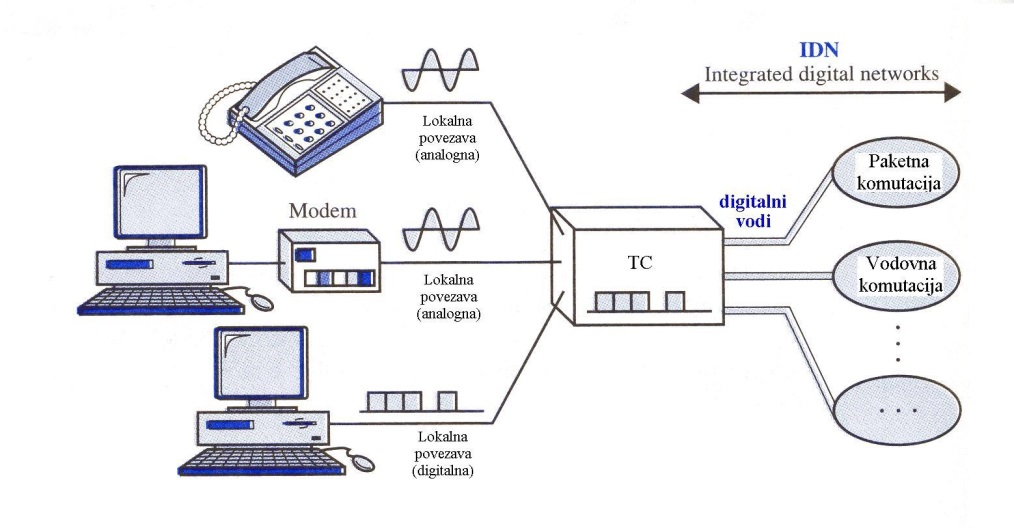 IDN
Integrated digital networks
Lokalna
povezava
(analogna)
Paketna
komutacija
digitalni
vodi
Modem
TC
Vodovna
komutacija
Lokalna
povezava
(analogna)
Lokalna
povezava
(digitalna)